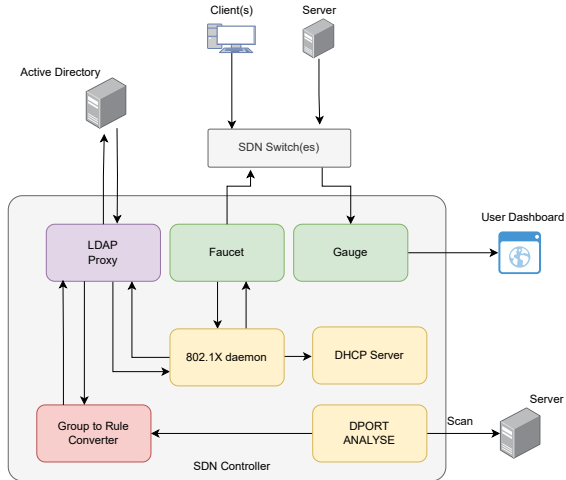 Client(s)
Server
Active Directory
SDN Switch(es)
User Dashboard
LDAP
Proxy
Faucet
Gauge
802.1X daemon
DHCP Server
Group to Rule
Converter
DPORT
ANALYSE
Scan
Server
SDN Controller